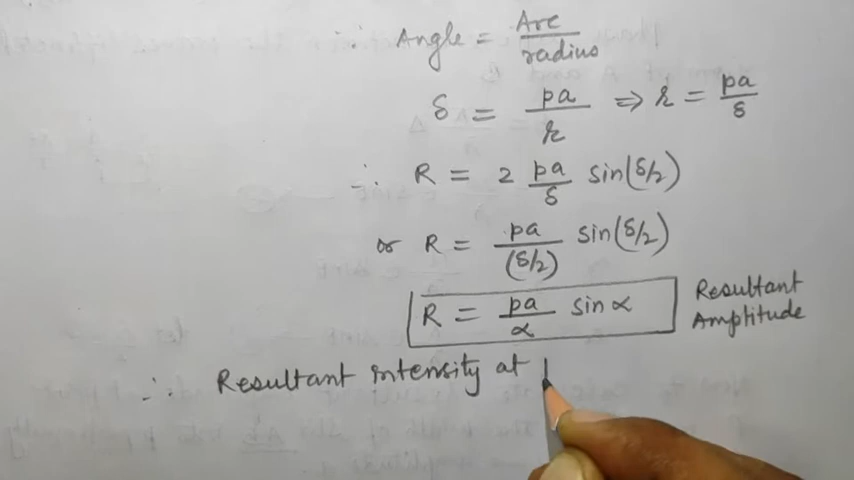 ∵ Angle = Arc/radius
δ = pa/r ⇒ r = pa/δ
∴ R = 2 pa/δ sin(δ/2)
or R = pa/(δ/2) sin(δ/2)
R = pa/α sinα Resultant Amplitude
∴ Resultant intensity at